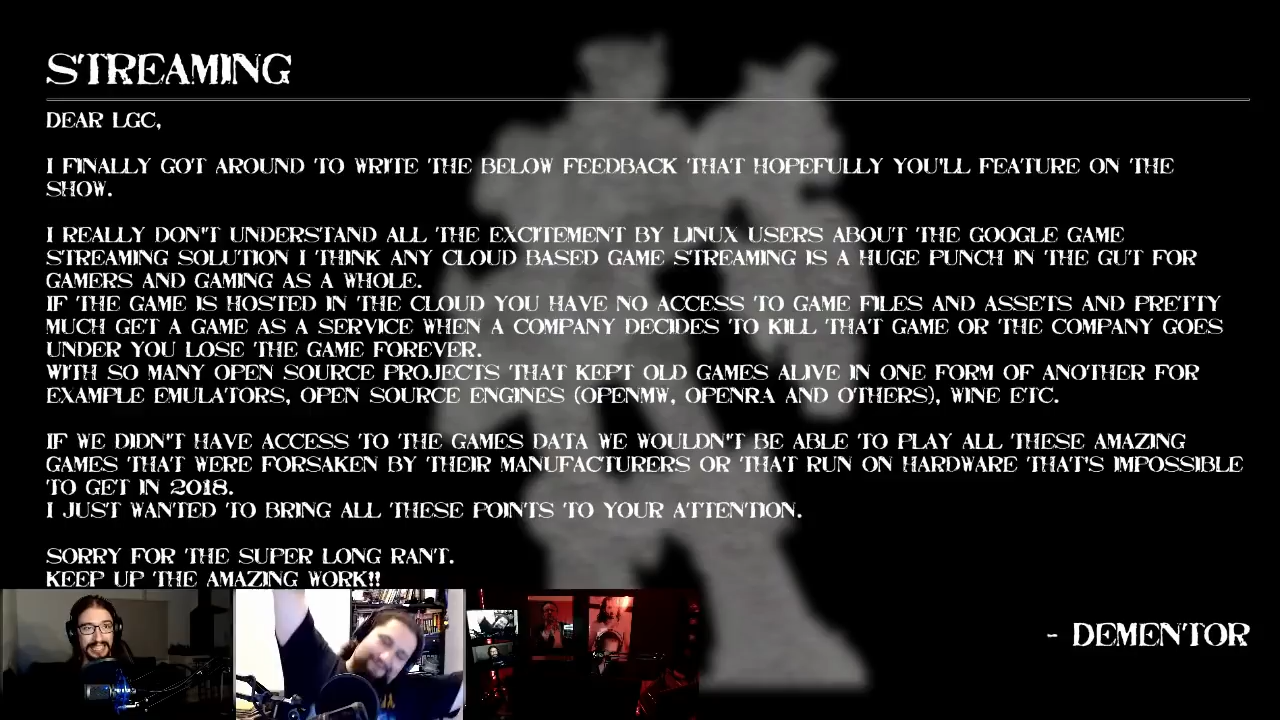 STREAMING
DEAR LGC,
I FINALLY GOT AROUND TO WRITE THE BELOW FEEDBACK THAT HOPEFULLY YOU'LL FEATURE ON THE
SHOW.
I REALLY DON'T UNDERSTAND ALL THE EXCITEMENT BY LINUX USERS ABOUT THE GOOGLE GAME
STREAMING SOLUTION I THINK ANY CLOUD BASED GAME STREAMING IS A HUGE PUNCH IN THE GUT FOR
GAMERS AND GAMING AS A WHOLE.
IF THE GAME IS HOSTED IN THE CLOUD YOU HAVE NO ACCESS TO GAME FILES AND ASSETS AND PRETTY
MUCH GET A GAME AS A SERVICE WHEN A COMPANY DECIDES TO KILL THAT GAME OR THE COMPANY GOES
UNDER YOU LOSE THE GAME FOREVER.
WITH SO MANY OPEN SOURCE PROJECTS THAT KEPT OLD GAMES ALIVE IN ONE FORM OF ANOTHER FOR
EXAMPLE EMULATORS, OPEN SOURCE ENGINES (OPENMW, OPENRA AND OTHERS), WINE ETC.
IF WE DIDN'T HAVE ACCESS TO THE GAMES DATA WE WOULDN'T BE ABLE TO PLAY ALL THESE AMAZING
GAMES THAT WERE FORSAKEN BY THEIR MANUFACTURERS OR THAT RUN ON HARDWARE THAT'S IMPOSSIBLE
TO GET IN 2018.
I JUST WANTED TO BRING ALL THESE POINTS TO YOUR ATTENTION.
SORRY FOR THE SUPER LONG RANT.
KEEP UP THE AMAZING WORK!!
- DEMENTOR